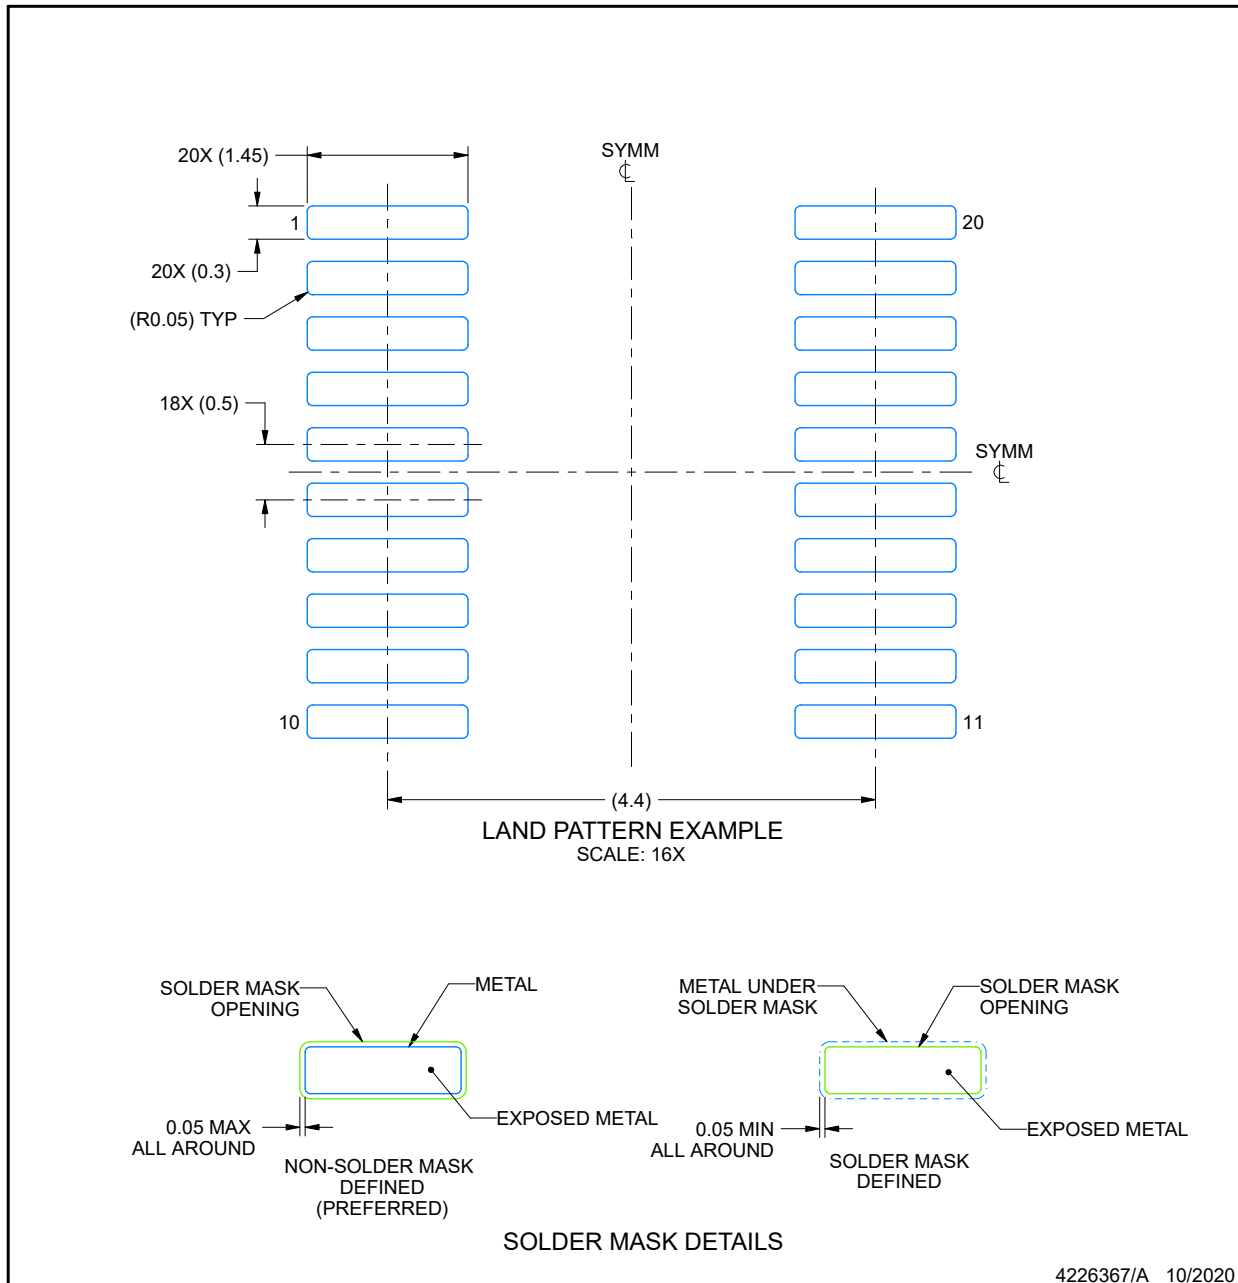 20X (1.45)
SYMM
℄
1
20
20X (0.3)
(R0.05) TYP
18X (0.5)
SYMM
℄
10
11
(4.4)
LAND PATTERN EXAMPLE
SCALE: 16X
SOLDER MASK
OPENING
METAL
EXPOSED METAL
0.05 MAX
ALL AROUND
NON-SOLDER MASK
DEFINED
(PREFERRED)
METAL UNDER
SOLDER MASK
SOLDER MASK
OPENING
EXPOSED METAL
0.05 MIN
ALL AROUND
SOLDER MASK
DEFINED
SOLDER MASK DETAILS
4226367/A 10/2020